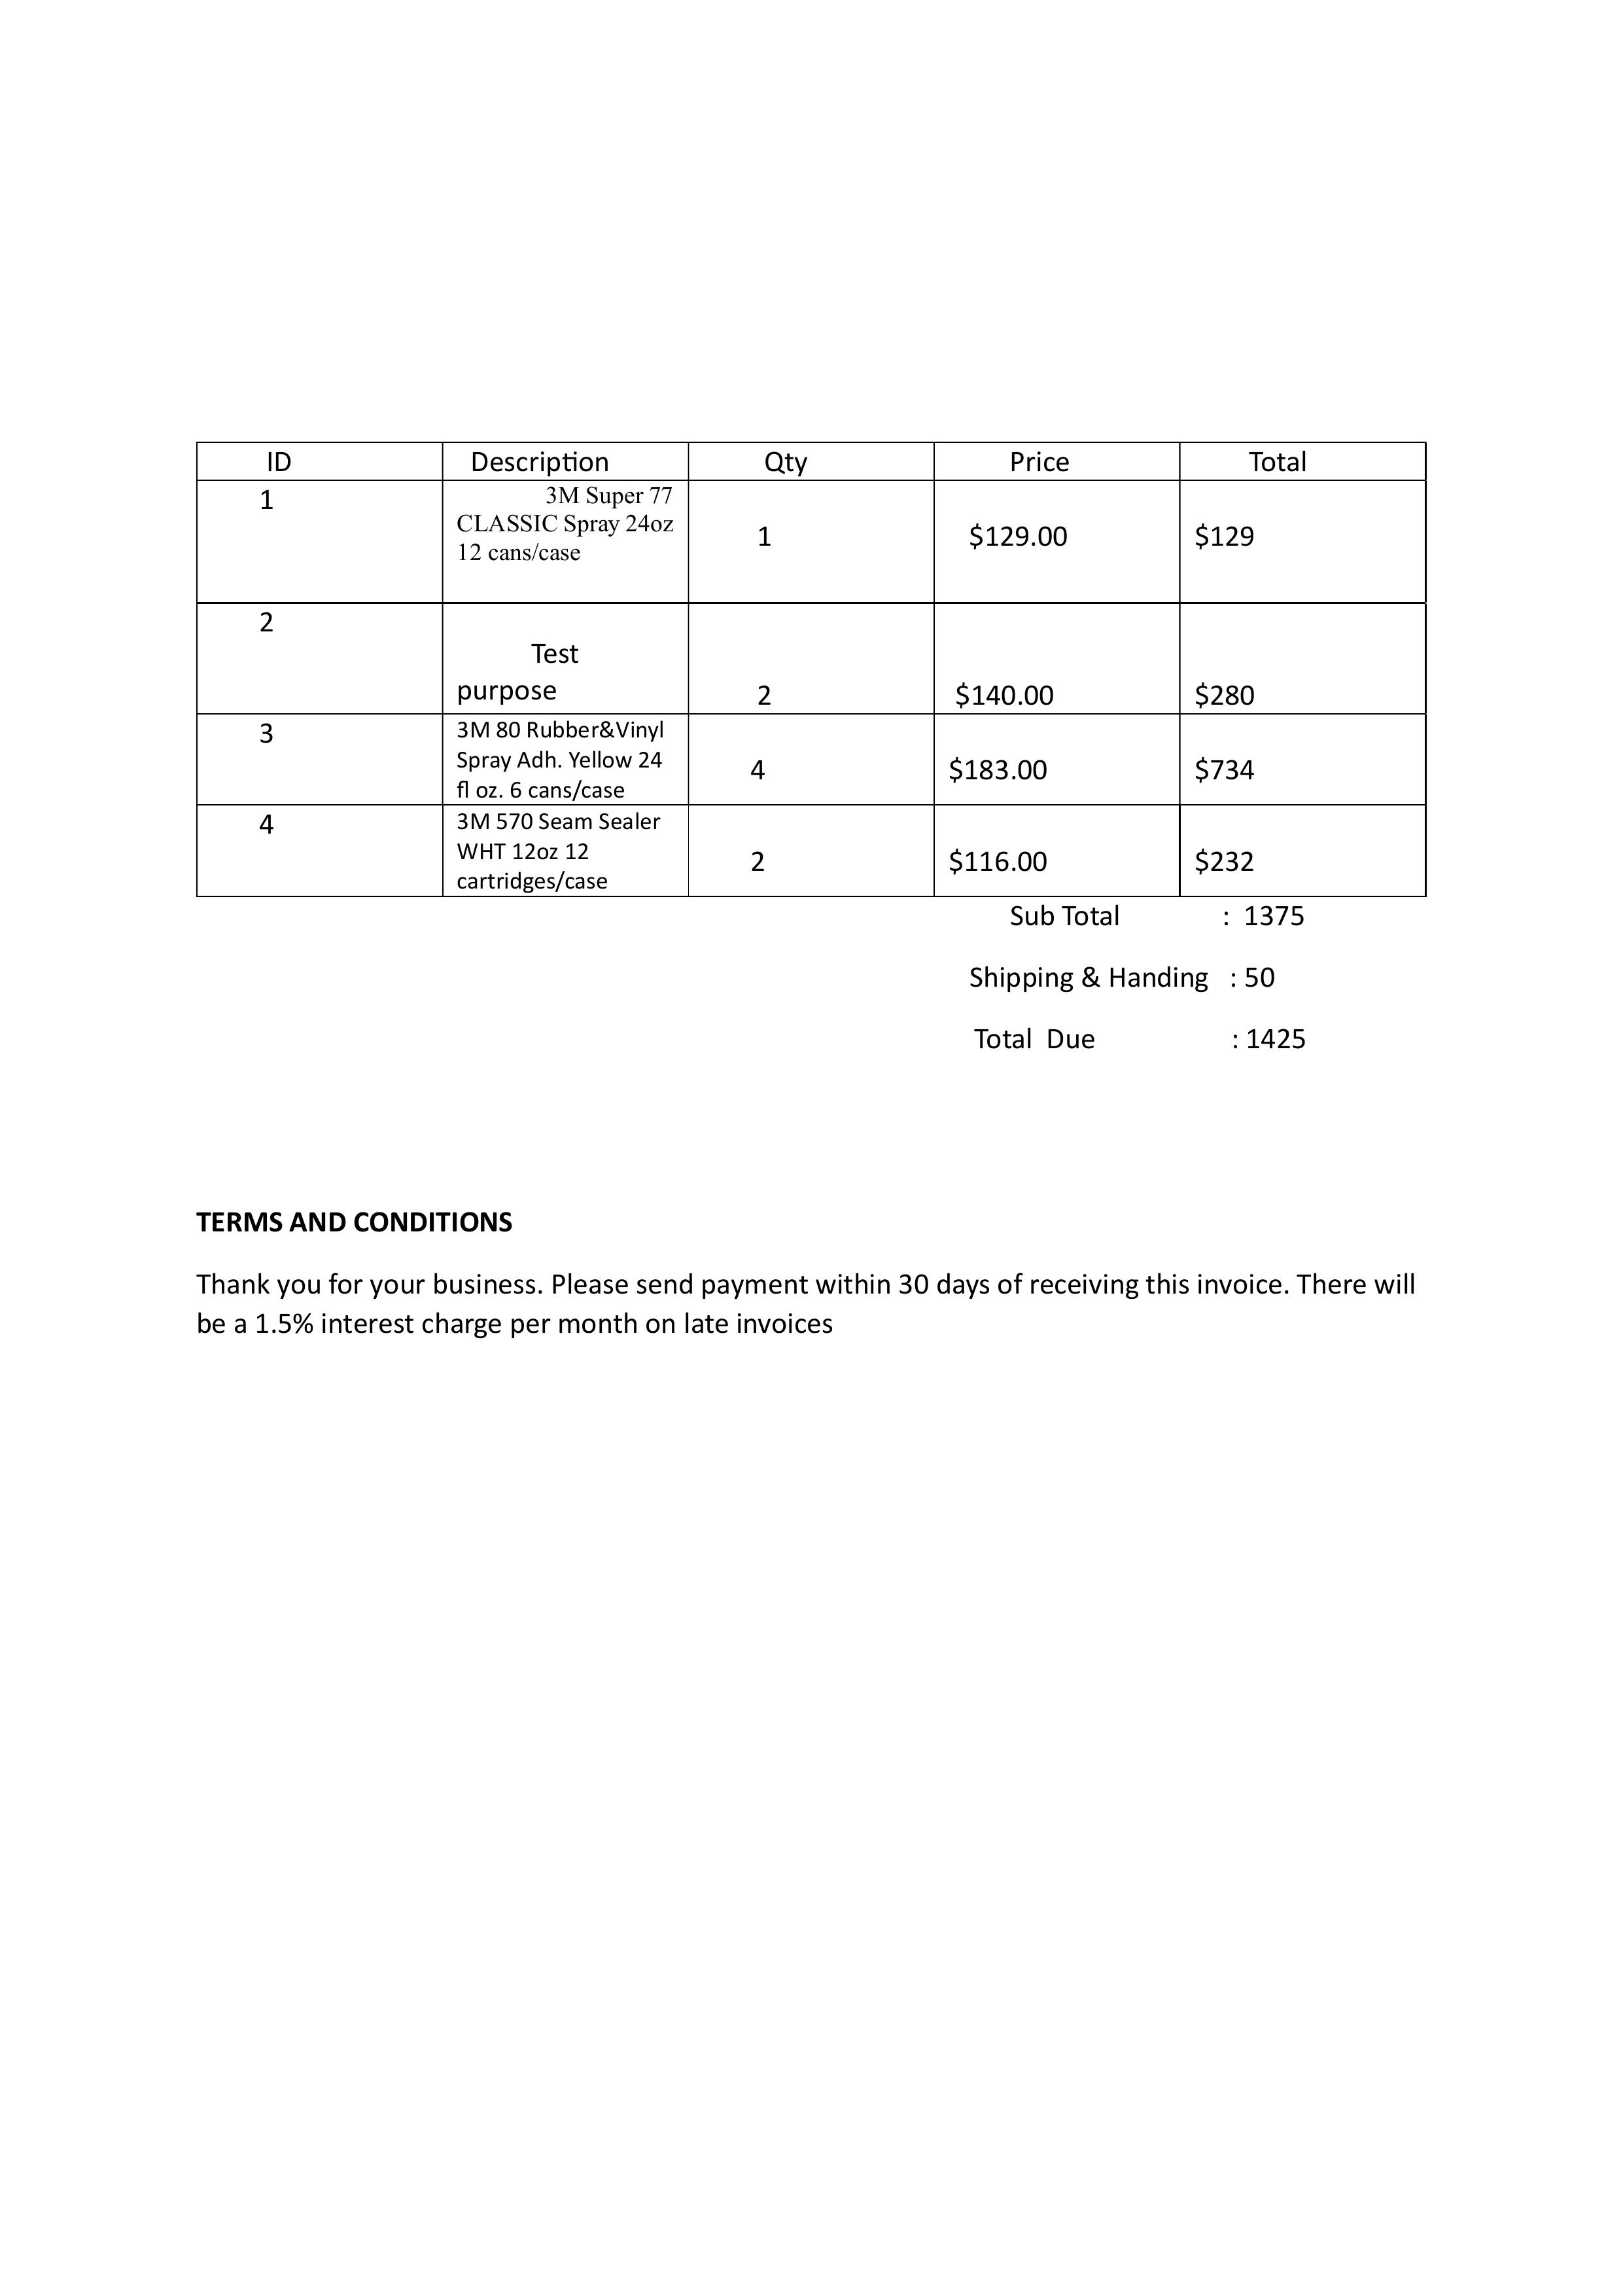 ID Description Qty Price Total
1 3M Super 77
CLASSIC Spray 24oz
12 cans/case
1 $129.00 $129
2 Test
purpose
2 $140.00 $280
3 3M 80 Rubber&Vinyl
Spray Adh. Yellow 24
fl oz. 6 cans/case
4 $183.00 $734
4 3M 570 Seam Sealer
WHT 12oz 12
cartridges/case
2 $116.00 $232
Sub Total : 1375
Shipping & Handing : 50
Total Due : 1425
TERMS AND CONDITIONS
Thank you for your business. Please send payment within 30 days of receiving this invoice. There will
be a 1.5% interest charge per month on late invoices